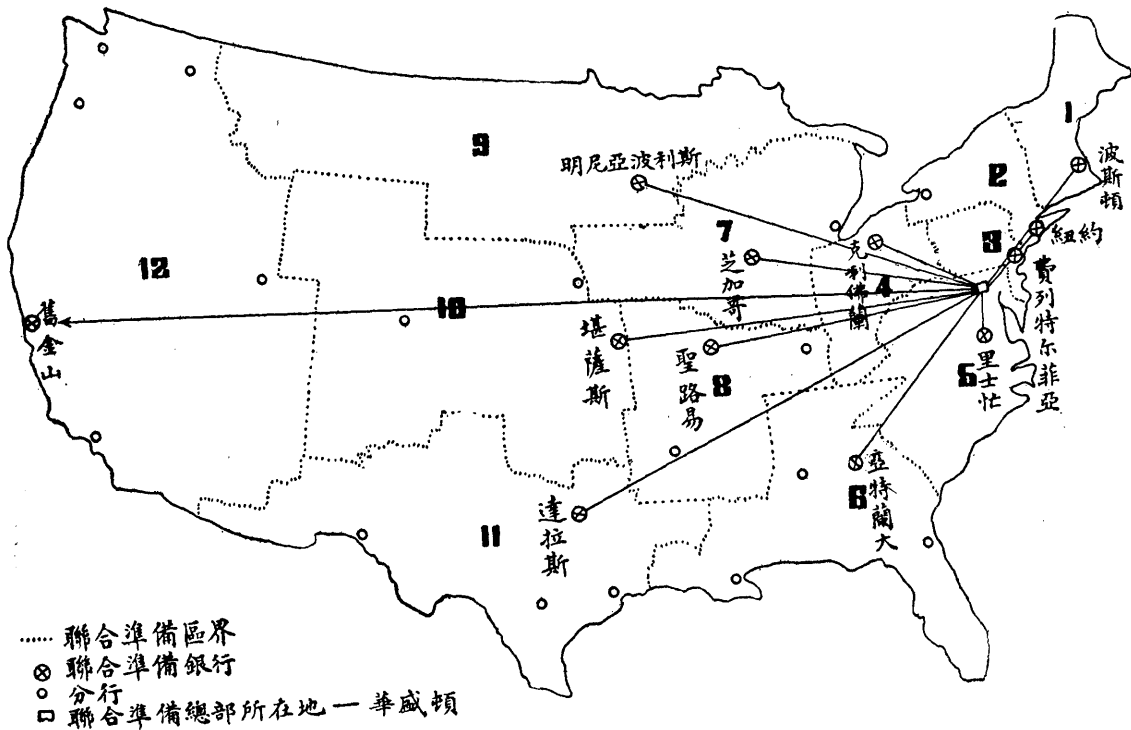 1
2
3
4
5
6
7
8
9
10
11
12
明尼亞波利斯
波斯頓
紐約
費列特尔菲亞
芝加哥
克利佛蘭
舊金山
堪薩斯
聖路易
里士忙
亞特蘭大
達拉斯
聯合準備區界
聯合準備銀行
分行
聯合準備總部所在地 — 華盛頓